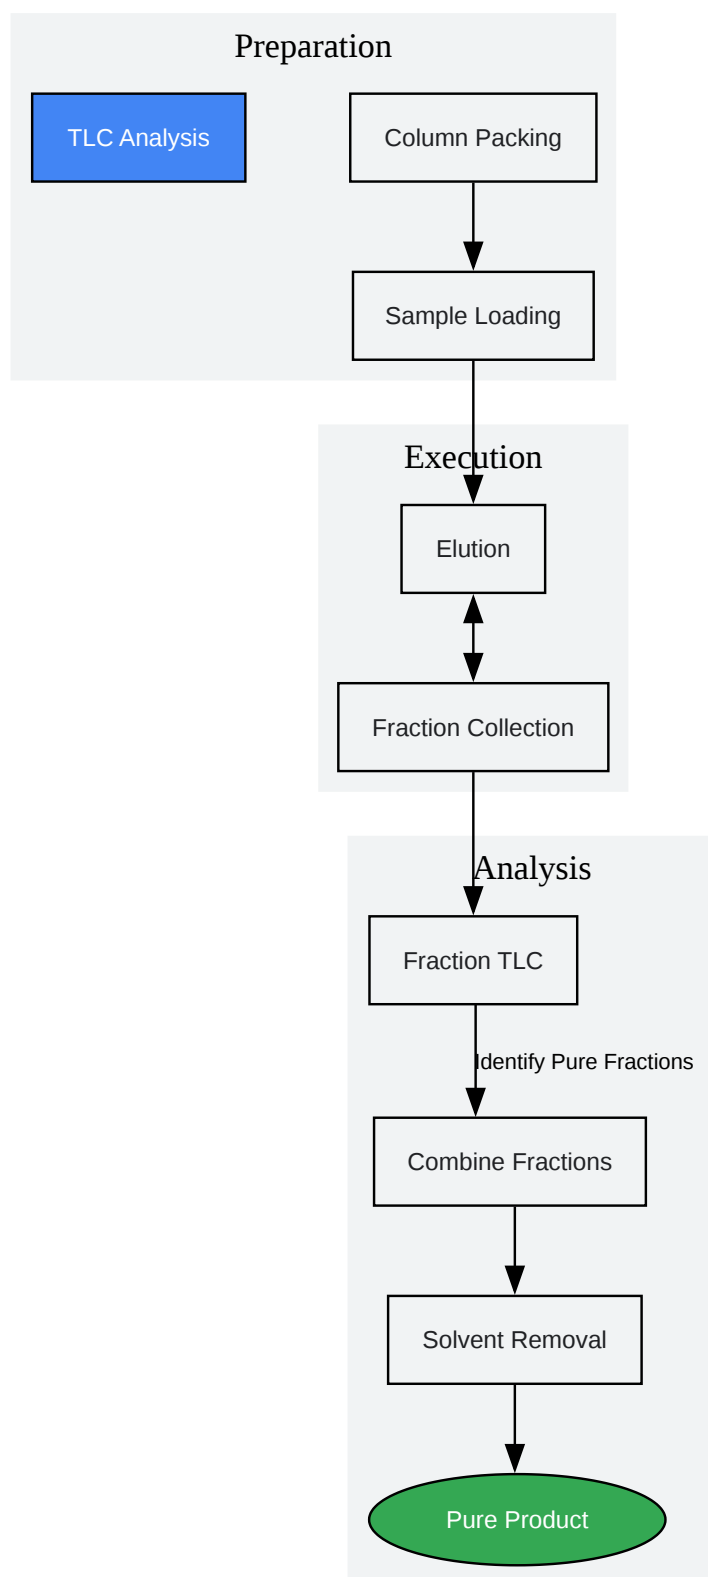 Preparation
TLC Analysis
Column Packing
Sample Loading
Execution
Elution
Fraction Collection
Analysis
Fraction TLC
Identify Pure Fractions
Combine Fractions
Solvent Removal
Pure Product